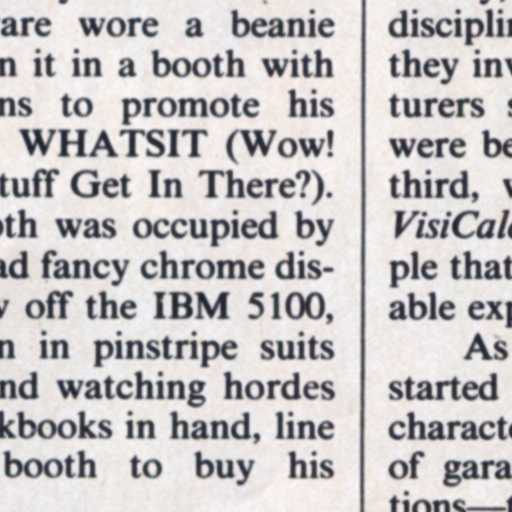 are wore a beanie
n it in a booth with
ns to promote his
WHATSIT (Wow!
tuff Get In There?).
oth was occupied by
ad fancy chrome dis-
off the IBM 5100,
n in pinstripe suits
nd watching hordes
kbooks in hand, line
booth to buy his
disciplin
they inv
turers s
were be
third,
VisiCalc
ple that
able exp
As
started
characte
of gara
tions—t